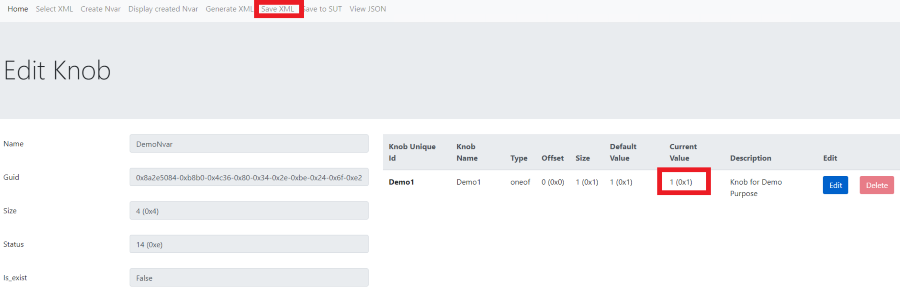 Home Select XML Create Nvar Display created Nvar Generate XML Save XML Save to SUT View JSON
Edit Knob
Name DemoNvar
Guid 0x8a2e5084-0xb8b0-0x4c36-0x80-0x34-0x2e-0xbe-0x24-0x6f-0xe2
Size 4 (0x4)
Status 14 (0xe)
Is_exist False
Knob Unique Id Knob Name Type Offset Size Default Value Current Value Description Edit
Demo1 Demo1 oneof 0 (0x0) 1 (0x1) 1 (0x1) 1 (0x1) Knob for Demo Purpose Edit Delete